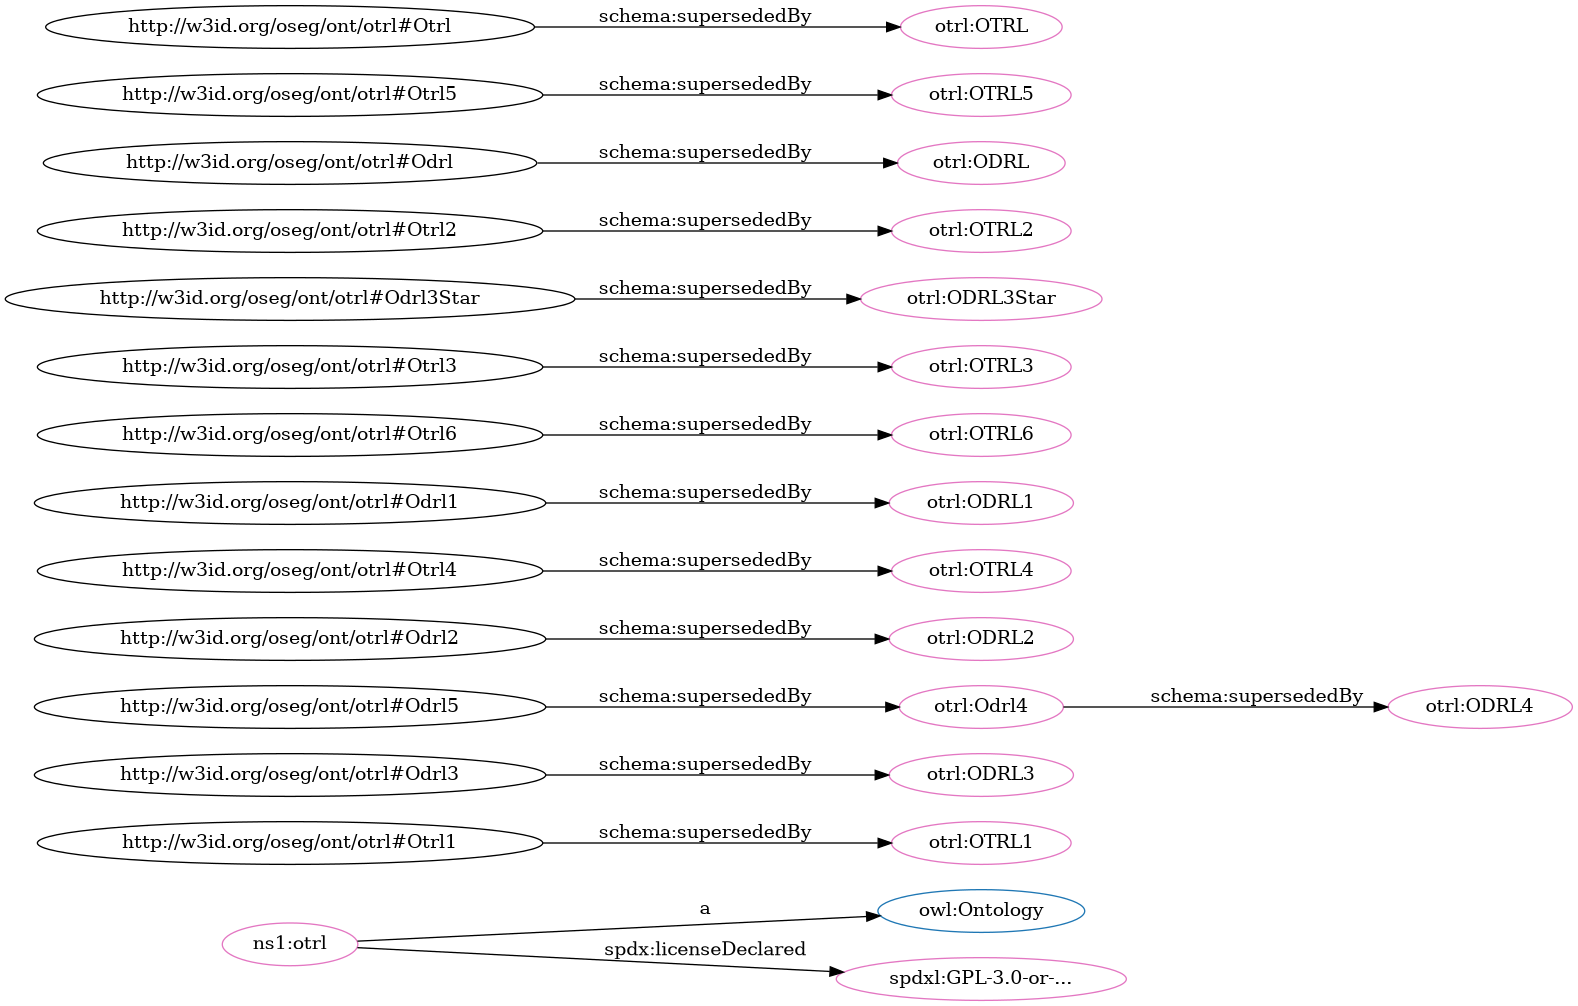 http://w3id.org/oseg/ont/otrl#Otrl schema:supersededBy otrl:OTRL
http://w3id.org/oseg/ont/otrl#Otrl5 schema:supersededBy otrl:OTRL5
http://w3id.org/oseg/ont/otrl#Odrl schema:supersededBy otrl:ODRL
http://w3id.org/oseg/ont/otrl#Otrl2 schema:supersededBy otrl:OTRL2
http://w3id.org/oseg/ont/otrl#Odrl3Star schema:supersededBy otrl:ODRL3Star
http://w3id.org/oseg/ont/otrl#Otrl3 schema:supersededBy otrl:OTRL3
http://w3id.org/oseg/ont/otrl#Otrl6 schema:supersededBy otrl:OTRL6
http://w3id.org/oseg/ont/otrl#Odrl1 schema:supersededBy otrl:ODRL1
http://w3id.org/oseg/ont/otrl#Otrl4 schema:supersededBy otrl:OTRL4
http://w3id.org/oseg/ont/otrl#Odrl2 schema:supersededBy otrl:ODRL2
http://w3id.org/oseg/ont/otrl#Odrl5 schema:supersededBy otrl:Odrl4 schema:supersededBy otrl:ODRL4
http://w3id.org/oseg/ont/otrl#Odrl3 schema:supersededBy otrl:ODRL3
http://w3id.org/oseg/ont/otrl#Otrl1 schema:supersededBy otrl:OTRL1
ns1:otrl
a owl:Ontology
spdx:licenseDeclared spdxl:GPL-3.0-or-...